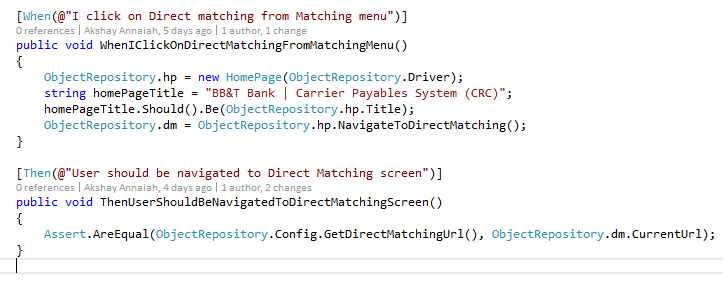 [When(@"I click on Direct matching from Matching menu")]
0 references | Akshay Annaiah, 5 days ago | 1 author, 1 change
public void WhenIClickOnDirectMatchingFromMatchingMenu()
{
ObjectRepository.hp = new HomePage(ObjectRepository.Driver);
string homePageTitle = "BB&T Bank | Carrier Payables System (CRC)";
homePageTitle.Should().Be(ObjectRepository.hp.Title);
ObjectRepository.dm = ObjectRepository.hp.NavigateToDirectMatching();
}
[Then(@"User should be navigated to Direct Matching screen")]
0 references | Akshay Annaiah, 4 days ago | 1 author, 2 changes
public void ThenUserShouldBeNavigatedToDirectMatchingScreen()
{
Assert.AreEqual(ObjectRepository.Config.GetDirectMatchingUrl(), ObjectRepository.dm.CurrentUrl);
}